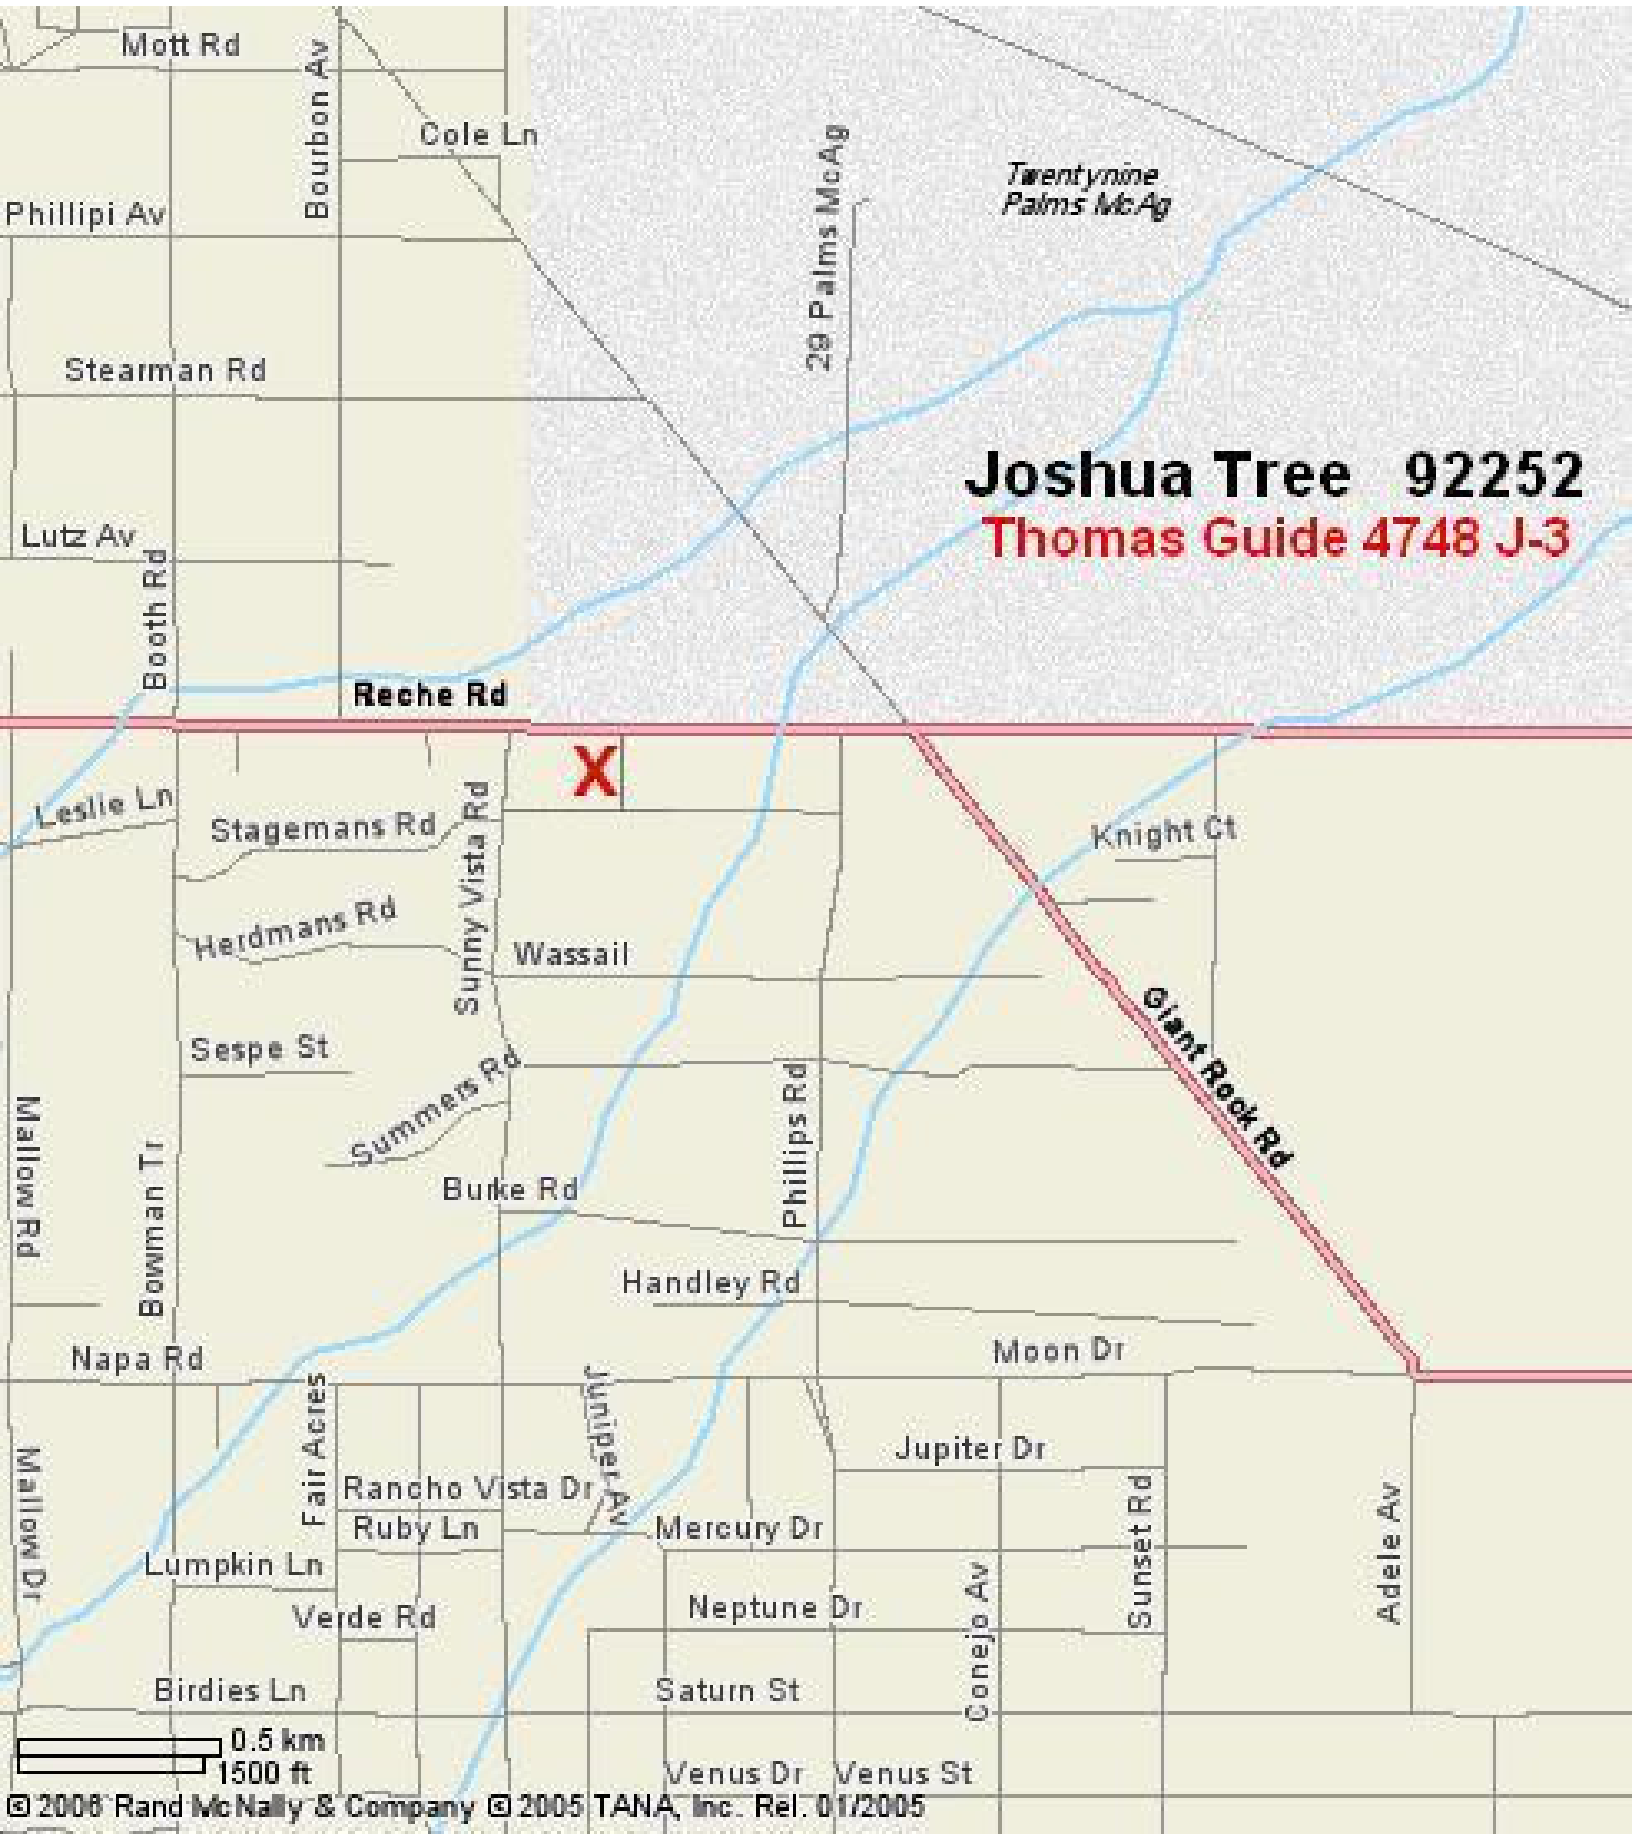 Mott Rd
Bourbon Av
Cole Ln
29 Palms McAg
Twentynine
Palms McAg
Phillipi Av
Stearman Rd
Joshua Tree 92252
Thomas Guide 4748 J-3
Lutz Av
Booth Rd
Reche Rd
X
Leslie Ln
Stagemans Rd
Sunny Vista Rd
Knight Ct
Herdmans Rd
Wassail
Giant Rock Rd
Sespe St
Summers Rd
Phillips Rd
Mallow Rd
Bowman Tr
Burke Rd
Handley Rd
Napa Rd
Moon Dr
Fair Acres
Juniper Av
Jupiter Dr
Mallow Dr
Rancho Vista Dr
Ruby Ln
Mercury Dr
Sunset Rd
Adele Av
Lumpkin Ln
Conejo Av
Verde Rd
Neptune Dr
Birdies Ln
Saturn St
0.5 km
1500 ft
Venus Dr
Venus St
© 2006 Rand McNally & Company © 2005 TANA, Inc. Rel. 01/2005